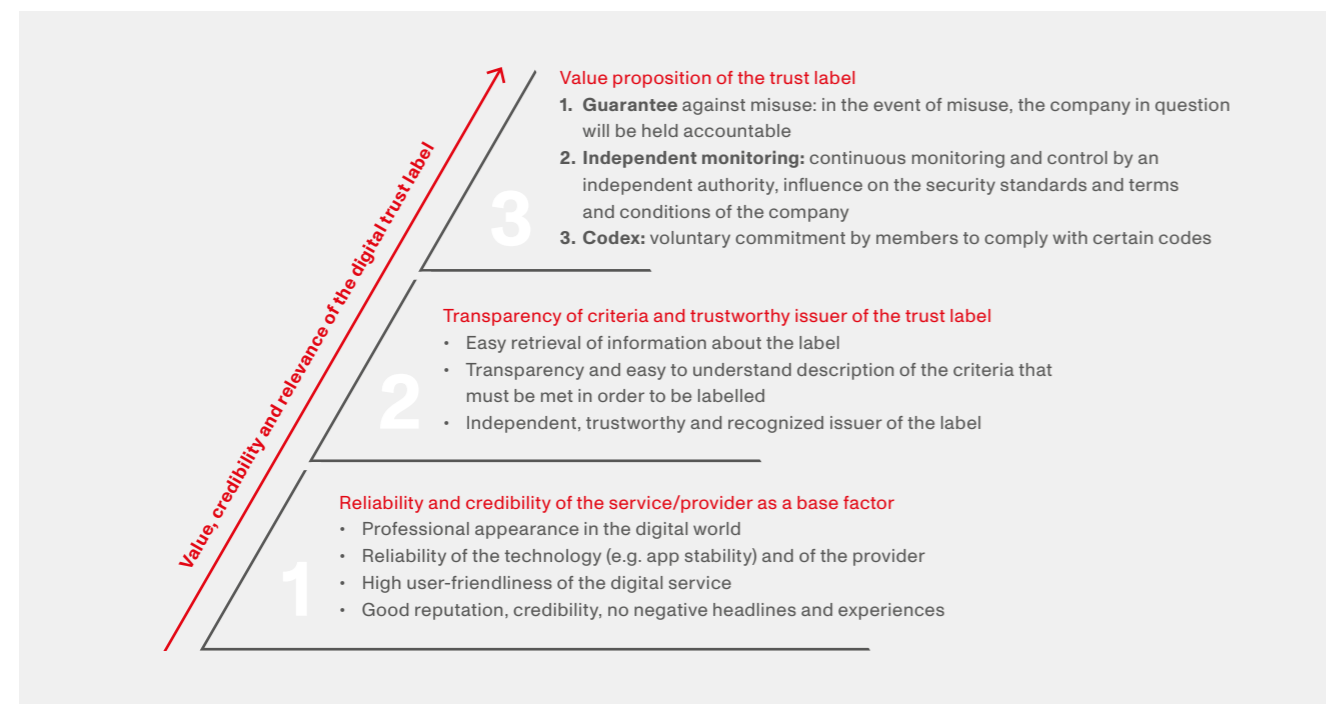 Value, credibility and relevance of the digital trust label
3
Value proposition of the trust label
1. Guarantee against misuse: in the event of misuse, the company in question
will be held accountable
2. Independent monitoring: continuous monitoring and control by an
independent authority, influence on the security standards and terms
and conditions of the company
3. Codex: voluntary commitment by members to comply with certain codes
2
Transparency of criteria and trustworthy issuer of the trust label
• Easy retrieval of information about the label
• Transparency and easy to understand description of the criteria that
must be met in order to be labelled
• Independent, trustworthy and recognized issuer of the label
1
Reliability and credibility of the service/provider as a base factor
• Professional appearance in the digital world
• Reliability of the technology (e.g. app stability) and of the provider
• High user-friendliness of the digital service
• Good reputation, credibility, no negative headlines and experiences